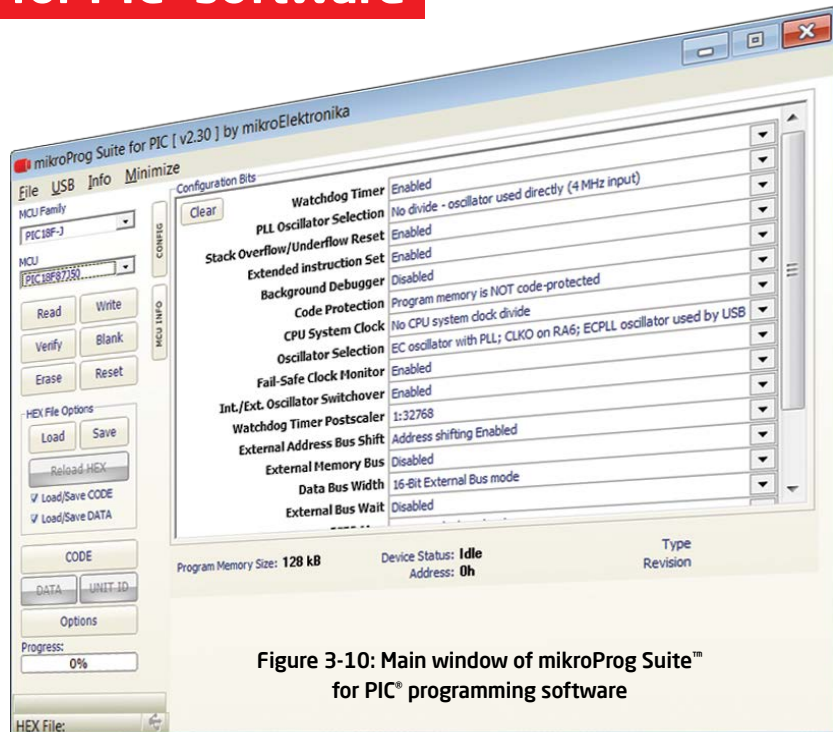 for PIC® software
mikroProg Suite for PIC [ v2.30 ] by mikroElektronika
File USB Info Minimize
MCU Family
PIC18F-J
MCU
PIC18F87J50
Read Write
Verify Blank
Erase Reset
HEX File Options
Load Save
Reload HEX
Load/Save CODE
Load/Save DATA
CODE
DATA UNIT ID
Options
Progress:
0%
HEX File:
CONFIG
MCU INFO
Configuration Bits
Clear
Watchdog Timer Enabled
PLL Oscillator Selection No divide - oscillator used directly (4 MHz input)
Stack Overflow/Underflow Reset Enabled
Extended instruction Set Enabled
Background Debugger Disabled
Code Protection Program memory is NOT code-protected
CPU System Clock No CPU system clock divide
Oscillator Selection EC oscillator with PLL; CLKO on RA6; ECPLL oscillator used by USB
Fail-Safe Clock Monitor Enabled
Int./Ext. Oscillator Switchover Enabled
Watchdog Timer Postscaler 1:32768
External Address Bus Shift Address shifting Enabled
External Memory Bus Disabled
Data Bus Width 16-Bit External Bus mode
External Bus Wait Disabled
Program Memory Size: 128 kB Device Status: Idle Type
Address: 0h Revision
Figure 3-10: Main window of mikroProg Suite™
for PIC® programming software